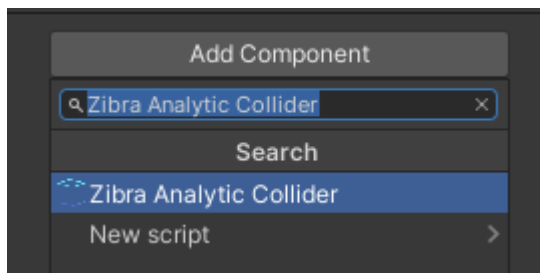 Add Component
Zibra Analytic Collider
Search
Zibra Analytic Collider
New script